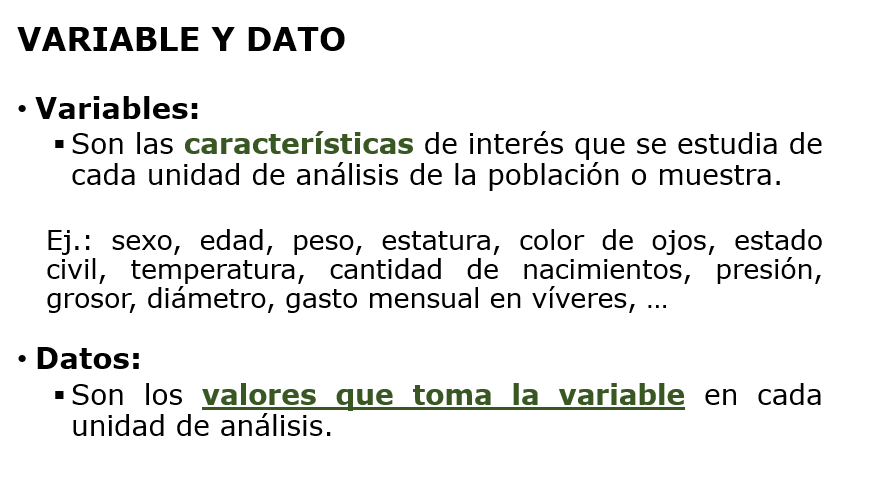 VARIABLE Y DATO
• Variables:
▪ Son las características de interés que se estudia de
cada unidad de análisis de la población o muestra.
Ej.: sexo, edad, peso, estatura, color de ojos, estado
civil, temperatura, cantidad de nacimientos, presión,
grosor, diámetro, gasto mensual en víveres, …
• Datos:
▪ Son los valores que toma la variable en cada
unidad de análisis.